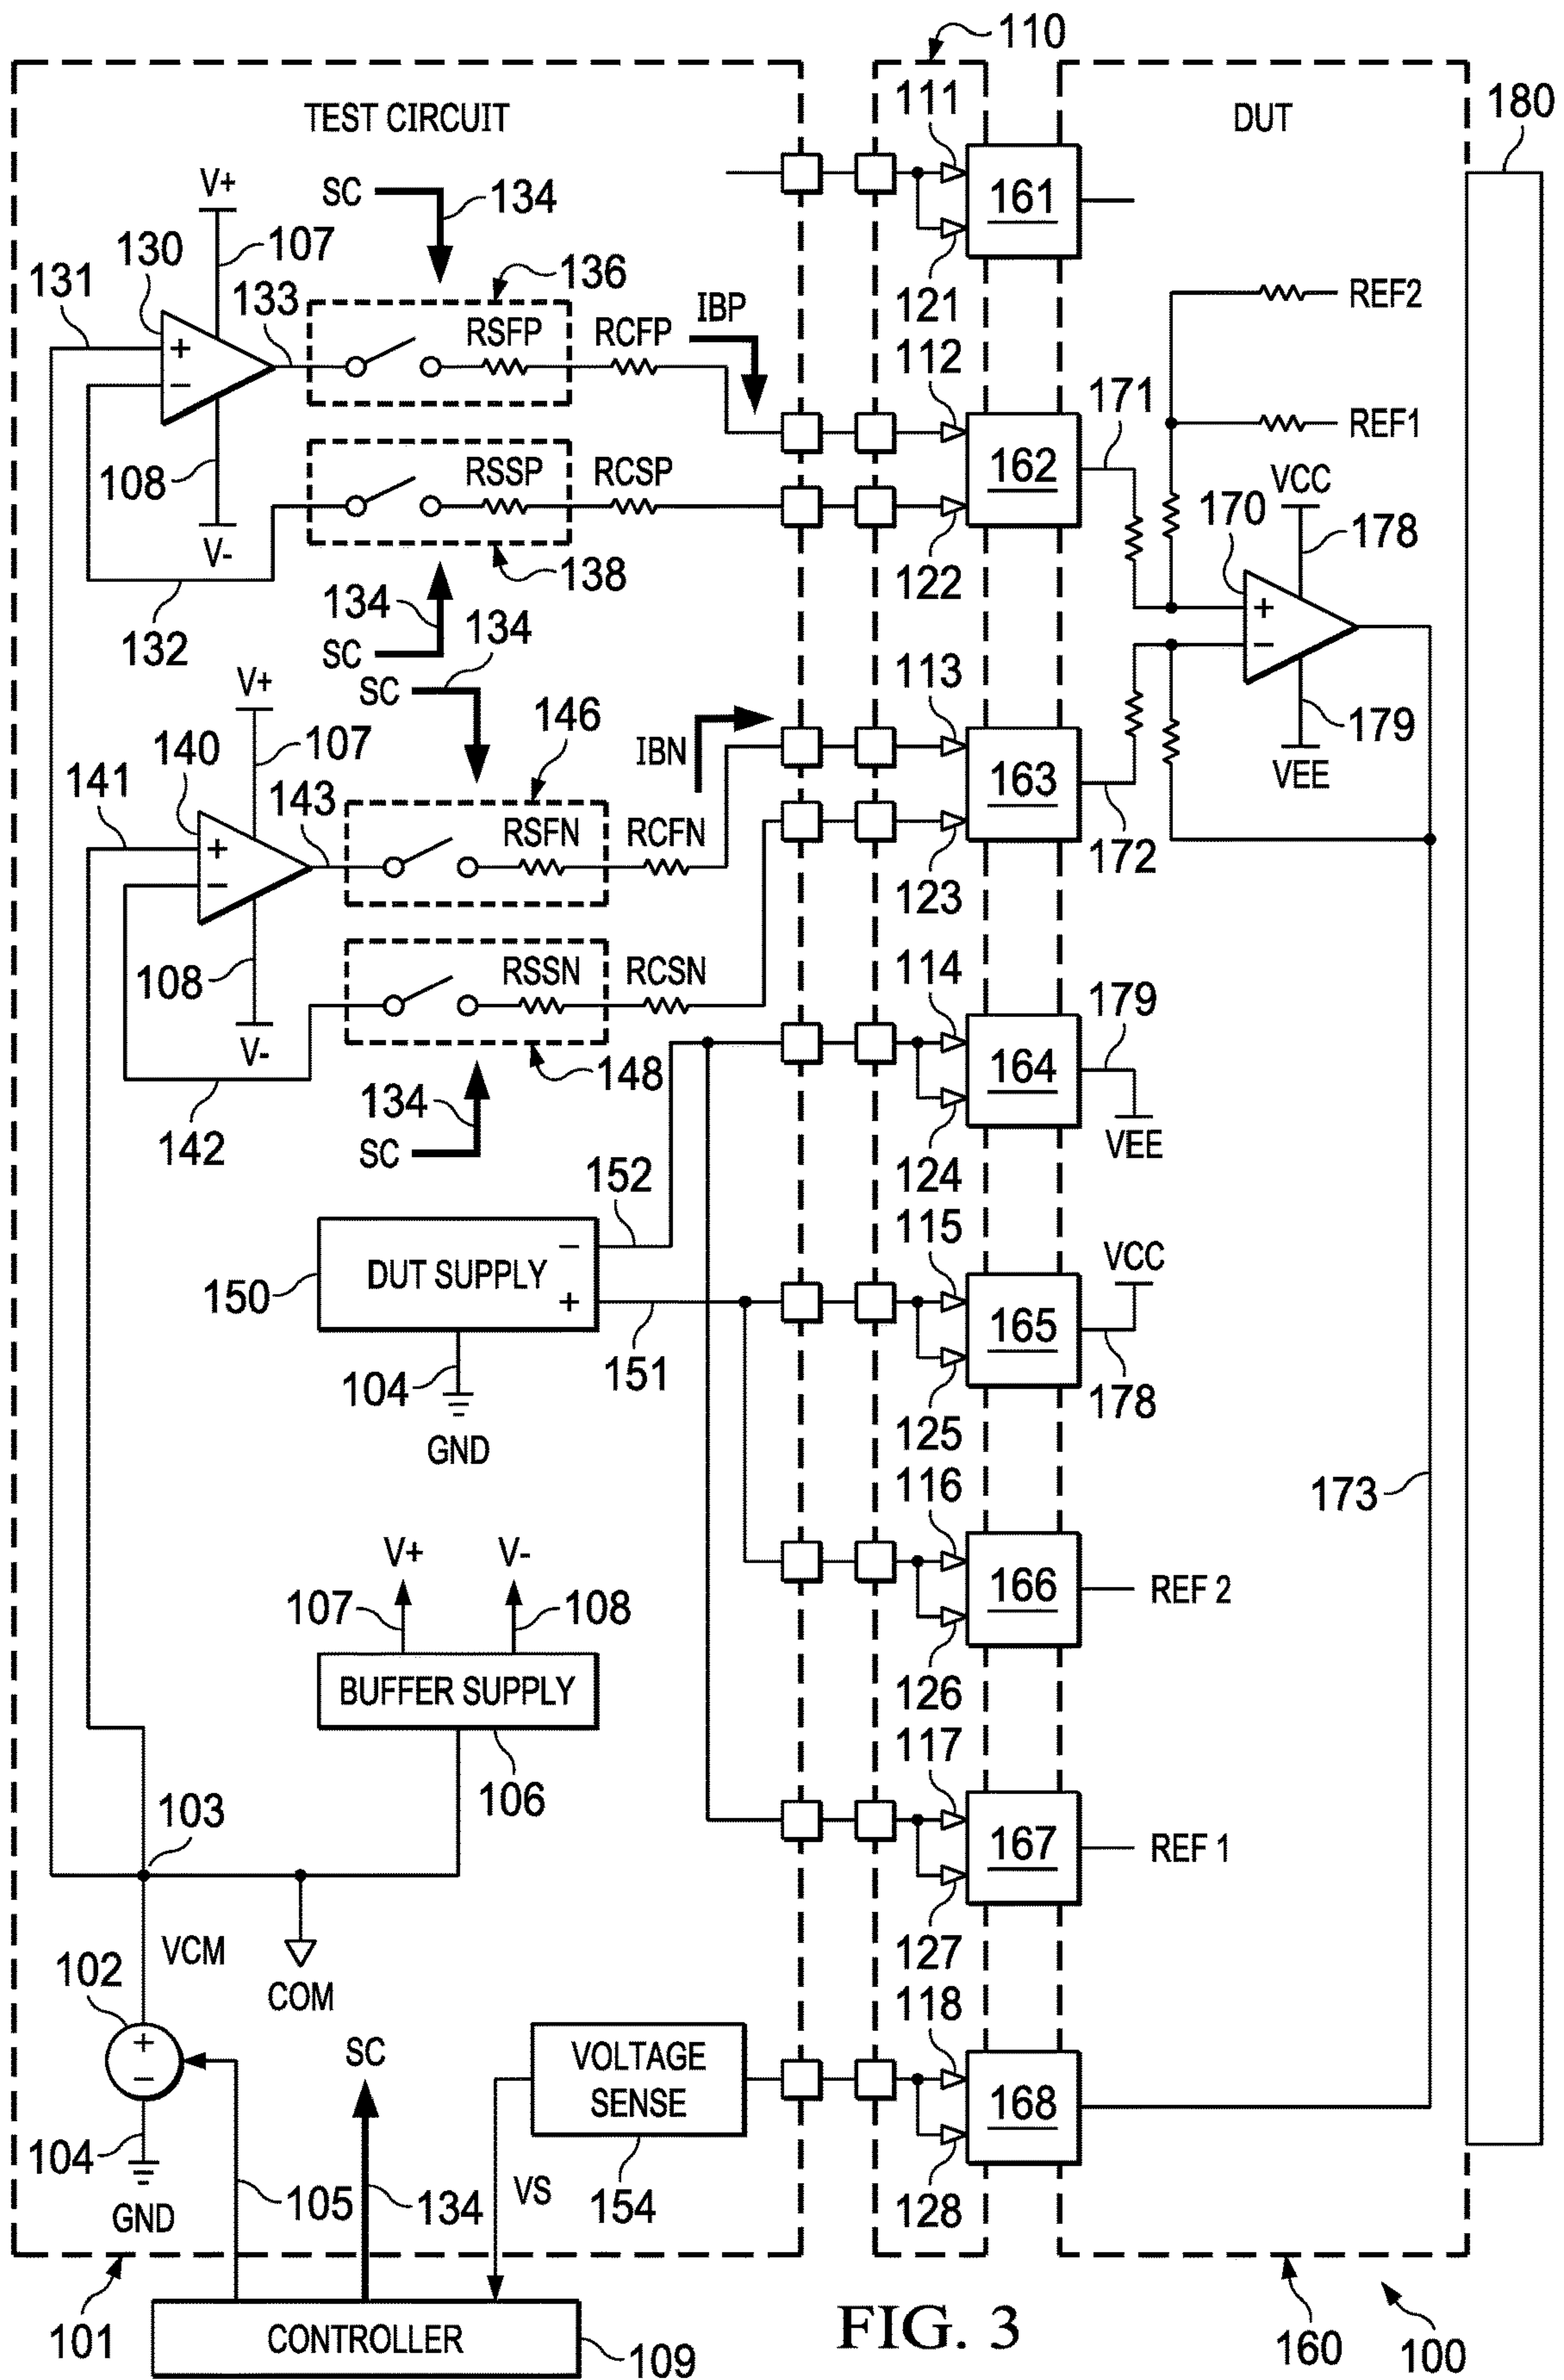 110
TEST CIRCUIT
111
DUT
180
V+
SC
134
161
107
130
131
133
136
121
REF2
RSFP
RCFP
IBP
112
+
−
171
REF1
108
RSSP
RCSP
162
VCC
170
178
V-
138
122
134
132
SC
134
+
−
V+
SC
113
179
107
146
140
IBN
141
143
163
VEE
RSFN
RCFN
172
+
−
123
108
RSSN
RCSN
114
179
V-
148
164
134
142
SC
124
VEE
152
115
VCC
150
DUT SUPPLY
−
+
165
104
151
178
GND
125
116
173
V+
V-
107
108
166
REF 2
BUFFER SUPPLY
126
117
106
103
167
REF 1
VCM
127
102
COM
118
+
−
SC
VOLTAGE
SENSE
168
104
105
134
VS
154
128
GND
101
CONTROLLER
109
FIG. 3
160
100